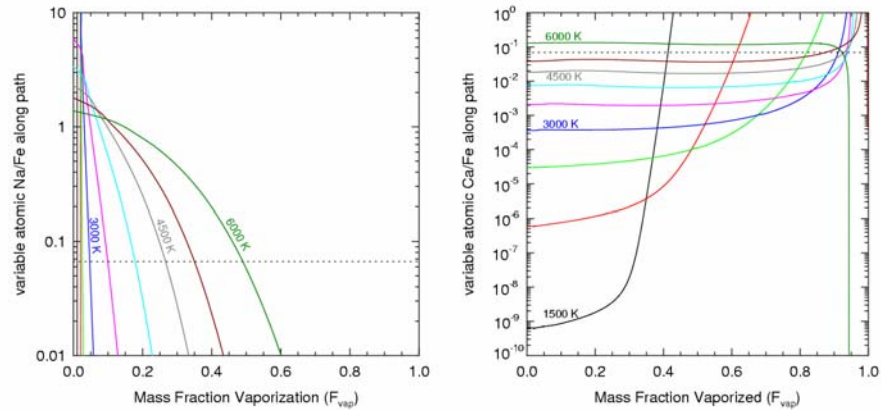 variable atomic Na/Fe along path
10
1
0.1
0.01
3000 K
4500 K
6000 K
0.0
0.2
0.4
0.6
0.8
1.0
Mass Fraction Vaporization (Fvap)
variable atomic Ca/Fe along path
10^0
10^-1
10^-2
10^-3
10^-4
10^-5
10^-6
10^-7
10^-8
10^-9
10^-10
6000 K
4500 K
3000 K
1500 K
0.0
0.2
0.4
0.6
0.8
1.0
Mass Fraction Vaporized (Fvap)